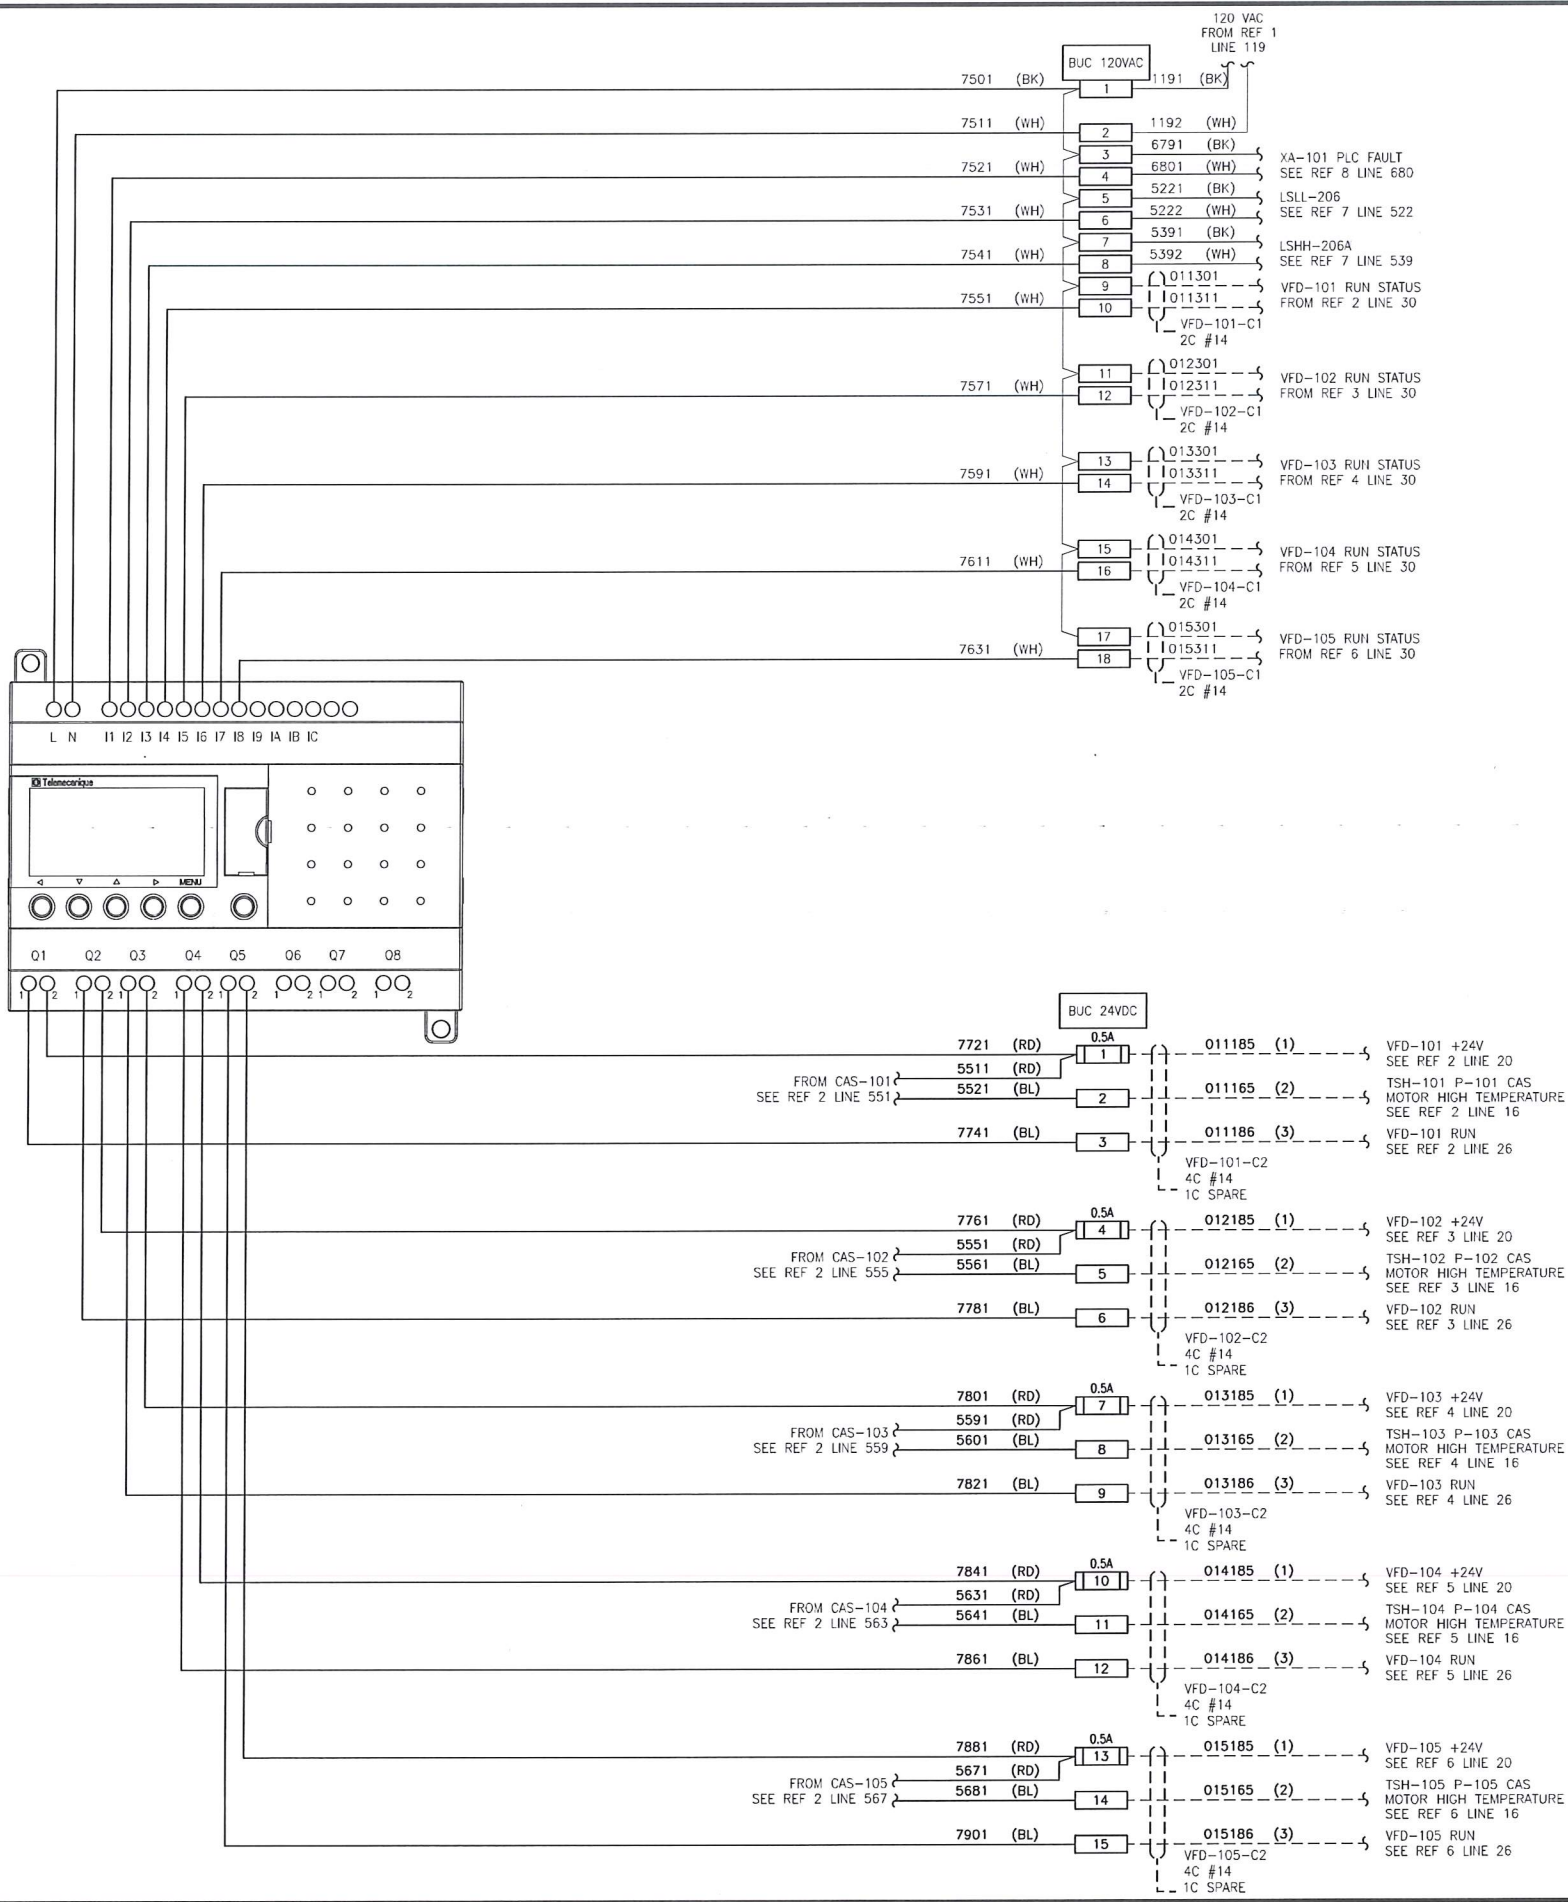 120 VAC
FROM REF 1
LINE 119
BUC 120VAC
7501 (BK) 1 1191 (BK)
7511 (WH) 2 1192 (WH)
3 6791 (BK)
XA-101 PLC FAULT
7521 (WH) 4 6801 (WH)
SEE REF 8 LINE 680
5 5221 (BK)
LSLL-206
7531 (WH) 6 5222 (WH)
SEE REF 7 LINE 522
7 5391 (BK)
LSHH-206A
7541 (WH) 8 5392 (WH)
SEE REF 7 LINE 539
9 011301
VFD-101 RUN STATUS
7551 (WH) 10 011311
FROM REF 2 LINE 30
VFD-101-C1
2C #14
11 012301
VFD-102 RUN STATUS
7571 (WH) 12 012311
FROM REF 3 LINE 30
VFD-102-C1
2C #14
13 013301
VFD-103 RUN STATUS
7591 (WH) 14 013311
FROM REF 4 LINE 30
VFD-103-C1
2C #14
15 014301
VFD-104 RUN STATUS
7611 (WH) 16 014311
FROM REF 5 LINE 30
VFD-104-C1
2C #14
17 015301
VFD-105 RUN STATUS
7631 (WH) 18 015311
FROM REF 6 LINE 30
VFD-105-C1
2C #14
L N I1 I2 I3 I4 I5 I6 I7 I8 I9 IA IB IC
Telemecanique
MENU
Q1 Q2 Q3 Q4 Q5 Q6 Q7 Q8
1 2 1 2 1 2 1 2 1 2 1 2 1 2 1 2
BUC 24VDC
0.5A
7721 (RD) 1 011185 (1)
VFD-101 +24V
SEE REF 2 LINE 20
5511 (RD)
FROM CAS-101
SEE REF 2 LINE 551
5521 (BL) 2 011165 (2)
TSH-101 P-101 CAS
MOTOR HIGH TEMPERATURE
SEE REF 2 LINE 16
7741 (BL) 3 011186 (3)
VFD-101 RUN
SEE REF 2 LINE 26
VFD-101-C2
4C #14
1C SPARE
0.5A
7761 (RD) 4 012185 (1)
VFD-102 +24V
SEE REF 3 LINE 20
5551 (RD)
FROM CAS-102
SEE REF 2 LINE 555
5561 (BL) 5 012165 (2)
TSH-102 P-102 CAS
MOTOR HIGH TEMPERATURE
SEE REF 3 LINE 16
7781 (BL) 6 012186 (3)
VFD-102 RUN
SEE REF 3 LINE 26
VFD-102-C2
4C #14
1C SPARE
0.5A
7801 (RD) 7 013185 (1)
VFD-103 +24V
SEE REF 4 LINE 20
5591 (RD)
FROM CAS-103
SEE REF 2 LINE 559
5601 (BL) 8 013165 (2)
TSH-103 P-103 CAS
MOTOR HIGH TEMPERATURE
SEE REF 4 LINE 16
7821 (BL) 9 013186 (3)
VFD-103 RUN
SEE REF 4 LINE 26
VFD-103-C2
4C #14
1C SPARE
0.5A
7841 (RD) 10 014185 (1)
VFD-104 +24V
SEE REF 5 LINE 20
5631 (RD)
FROM CAS-104
SEE REF 2 LINE 563
5641 (BL) 11 014165 (2)
TSH-104 P-104 CAS
MOTOR HIGH TEMPERATURE
SEE REF 5 LINE 16
7861 (BL) 12 014186 (3)
VFD-104 RUN
SEE REF 5 LINE 26
VFD-104-C2
4C #14
1C SPARE
0.5A
7881 (RD) 13 015185 (1)
VFD-105 +24V
SEE REF 6 LINE 20
5671 (RD)
FROM CAS-105
SEE REF 2 LINE 567
5681 (BL) 14 015165 (2)
TSH-105 P-105 CAS
MOTOR HIGH TEMPERATURE
SEE REF 6 LINE 16
7901 (BL) 15 015186 (3)
VFD-105 RUN
SEE REF 6 LINE 26
VFD-105-C2
4C #14
1C SPARE